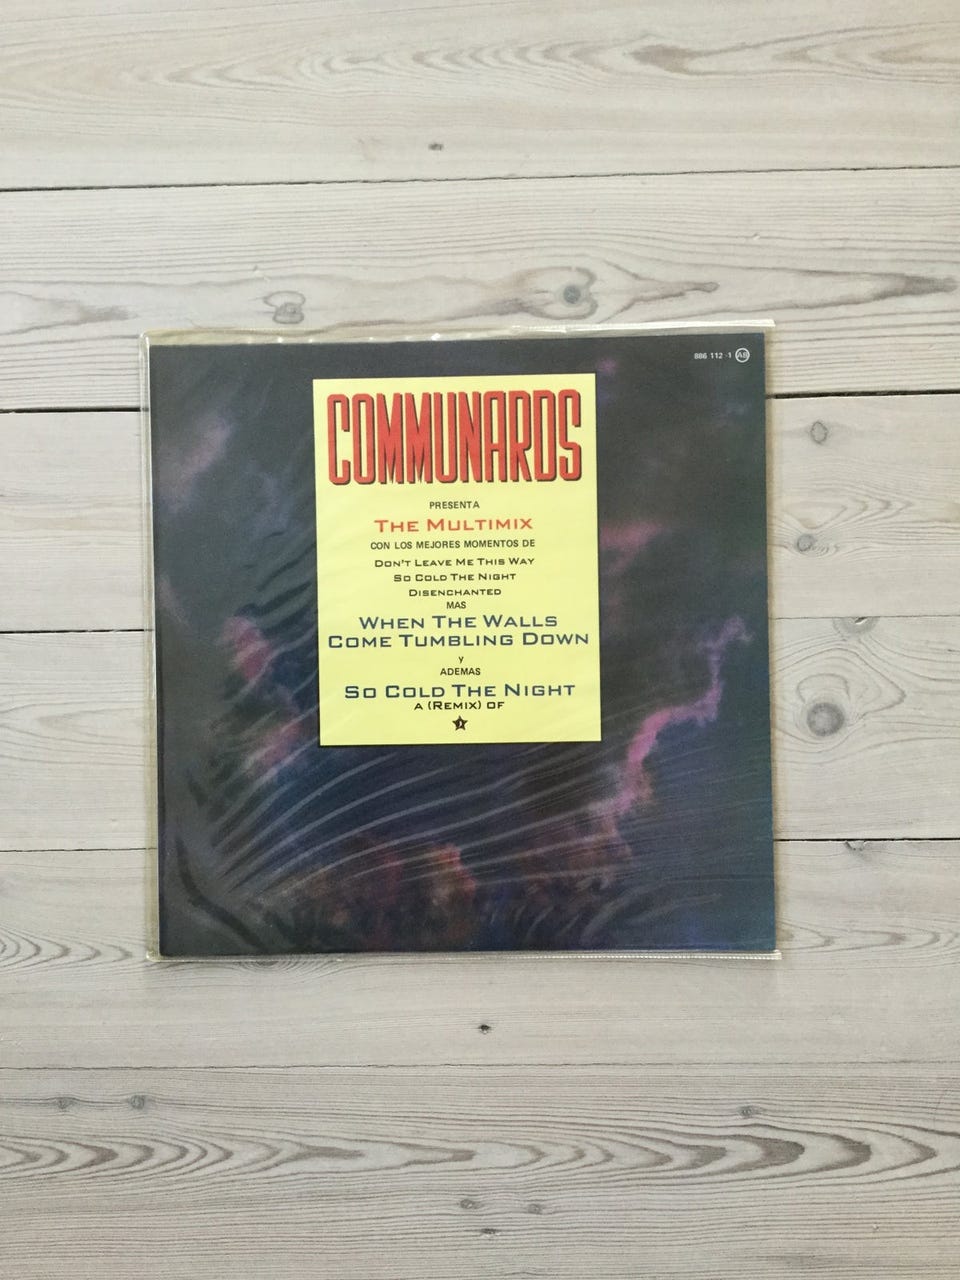 886 112 -1 AB
COMMUNARDS
PRESENTA
THE MULTIMIX
CON LOS MEJORES MOMENTOS DE
DON'T LEAVE ME THIS WAY
SO COLD THE NIGHT
DISENCHANTED
MAS
WHEN THE WALLS
COME TUMBLING DOWN
Y
ADEMAS
SO COLD THE NIGHT
A (REMIX) OF